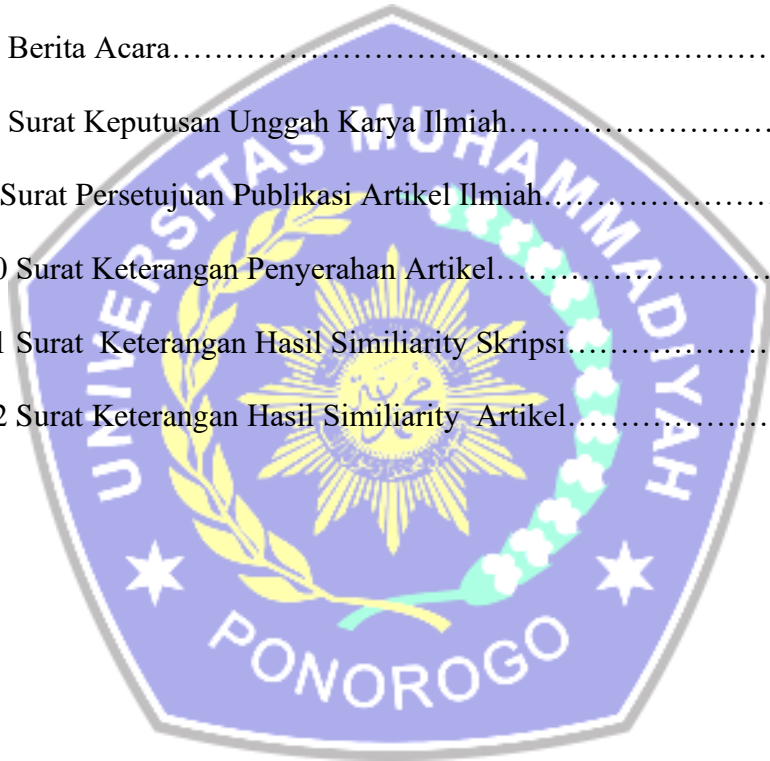 Berita Acara……………………………………………………
Surat Keputusan Unggah Karya Ilmiah………………………
Surat Persetujuan Publikasi Artikel Ilmiah……………………
0 Surat Keterangan Penyerahan Artikel…………………………
1 Surat  Keterangan Hasil Similiarity Skripsi…………………
2 Surat Keterangan Hasil Similiarity  Artikel…………………
UNIVERSITAS MUHAMMADIYAH
PONOROGO